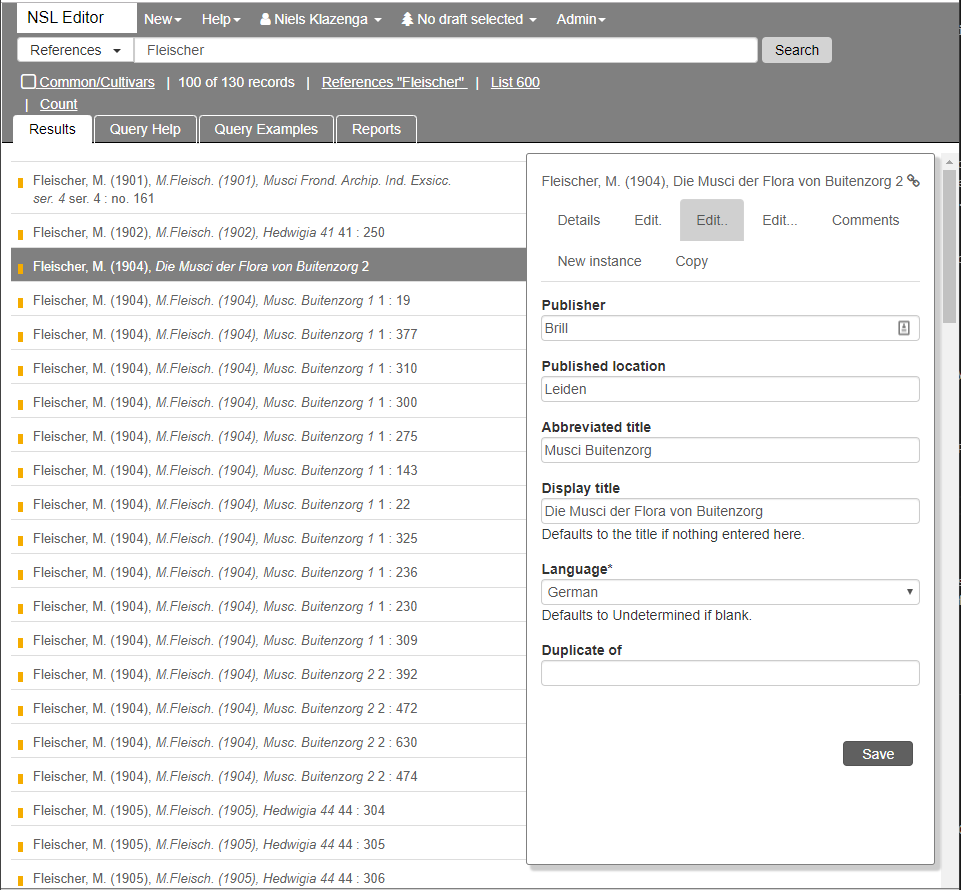 NSL Editor New Help Niels Klazenga No draft selected Admin
References Fleischer Search
Common/Cultivars | 100 of 130 records | References "Fleischer" | List 600
| Count
Results Query Help Query Examples Reports
Fleischer, M. (1901), M.Fleisch. (1901), Musci Frond. Archip. Ind. Exsicc.
ser. 4 ser. 4 : no. 161
Fleischer, M. (1902), M.Fleisch. (1902), Hedwigia 41 41 : 250
Fleischer, M. (1904), Die Musci der Flora von Buitenzorg 2
Fleischer, M. (1904), M.Fleisch. (1904), Musc. Buitenzorg 1 1 : 19
Fleischer, M. (1904), M.Fleisch. (1904), Musc. Buitenzorg 1 1 : 377
Fleischer, M. (1904), M.Fleisch. (1904), Musc. Buitenzorg 1 1 : 310
Fleischer, M. (1904), M.Fleisch. (1904), Musc. Buitenzorg 1 1 : 300
Fleischer, M. (1904), M.Fleisch. (1904), Musc. Buitenzorg 1 1 : 275
Fleischer, M. (1904), M.Fleisch. (1904), Musc. Buitenzorg 1 1 : 143
Fleischer, M. (1904), M.Fleisch. (1904), Musc. Buitenzorg 1 1 : 22
Fleischer, M. (1904), M.Fleisch. (1904), Musc. Buitenzorg 1 1 : 325
Fleischer, M. (1904), M.Fleisch. (1904), Musc. Buitenzorg 1 1 : 236
Fleischer, M. (1904), M.Fleisch. (1904), Musc. Buitenzorg 1 1 : 230
Fleischer, M. (1904), M.Fleisch. (1904), Musc. Buitenzorg 1 1 : 309
Fleischer, M. (1904), M.Fleisch. (1904), Musc. Buitenzorg 2 2 : 392
Fleischer, M. (1904), M.Fleisch. (1904), Musc. Buitenzorg 2 2 : 472
Fleischer, M. (1904), M.Fleisch. (1904), Musc. Buitenzorg 2 2 : 630
Fleischer, M. (1904), M.Fleisch. (1904), Musc. Buitenzorg 2 2 : 474
Fleischer, M. (1905), M.Fleisch. (1905), Hedwigia 44 44 : 304
Fleischer, M. (1905), M.Fleisch. (1905), Hedwigia 44 44 : 305
Fleischer, M. (1905), M.Fleisch. (1905), Hedwigia 44 44 : 306
Fleischer, M. (1904), Die Musci der Flora von Buitenzorg 2
Details Edit. Edit.. Edit... Comments
New instance Copy
Publisher
Brill
Published location
Leiden
Abbreviated title
Musci Buitenzorg
Display title
Die Musci der Flora von Buitenzorg
Defaults to the title if nothing entered here.
Language*
German
Defaults to Undetermined if blank.
Duplicate of
Save